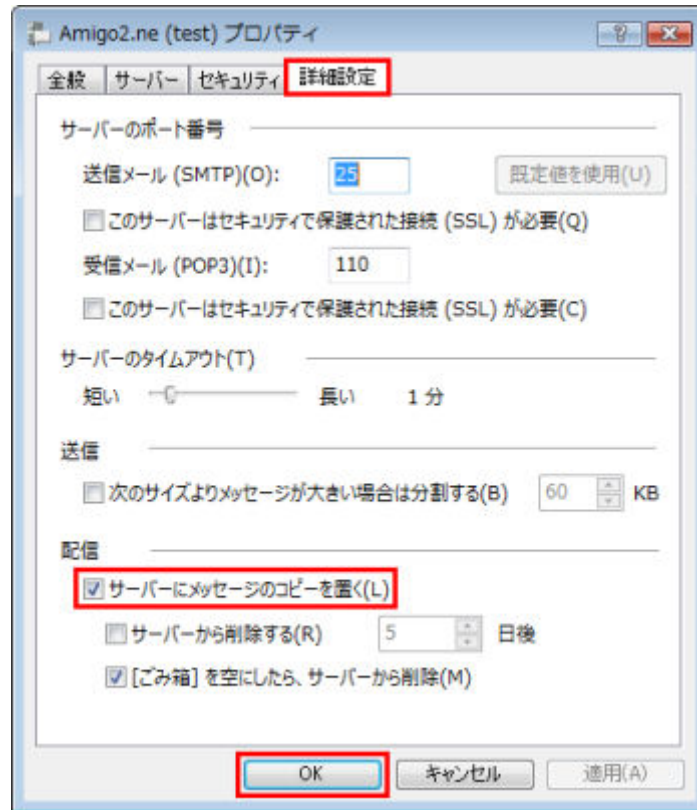 Amigo2.ne (test) プロパティ
全般 サーバー セキュリティ 詳細設定
サーバーのポート番号
送信メール (SMTP)(O): 25 既定値を使用(U)
このサーバーはセキュリティで保護された接続 (SSL) が必要(Q)
受信メール (POP3)(I): 110
このサーバーはセキュリティで保護された接続 (SSL) が必要(C)
サーバーのタイムアウト(T)
短い 長い 1 分
送信
次のサイズよりメッセージが大きい場合は分割する(B) 60 KB
配信
サーバーにメッセージのコピーを置く(L)
サーバーから削除する(R) 5 日後
[ごみ箱] を空にしたら、サーバーから削除(M)
OK キャンセル 適用(A)